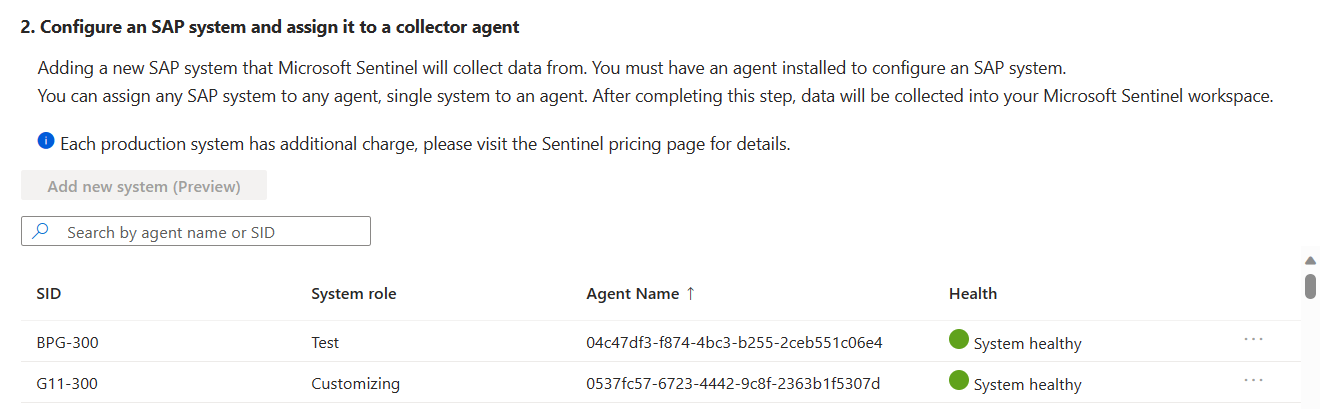 2. Configure an SAP system and assign it to a collector agent
Adding a new SAP system that Microsoft Sentinel will collect data from. You must have an agent installed to configure an SAP system.
You can assign any SAP system to any agent, single system to an agent. After completing this step, data will be collected into your Microsoft Sentinel workspace.
Each production system has additional charge, please visit the Sentinel pricing page for details.
Add new system (Preview)
Search by agent name or SID
SID System role Agent Name ↑ Health
BPG-300 Test 04c47df3-f874-4bc3-b255-2ceb551c06e4 System healthy ...
G11-300 Customizing 0537fc57-6723-4442-9c8f-2363b1f5307d System healthy ...